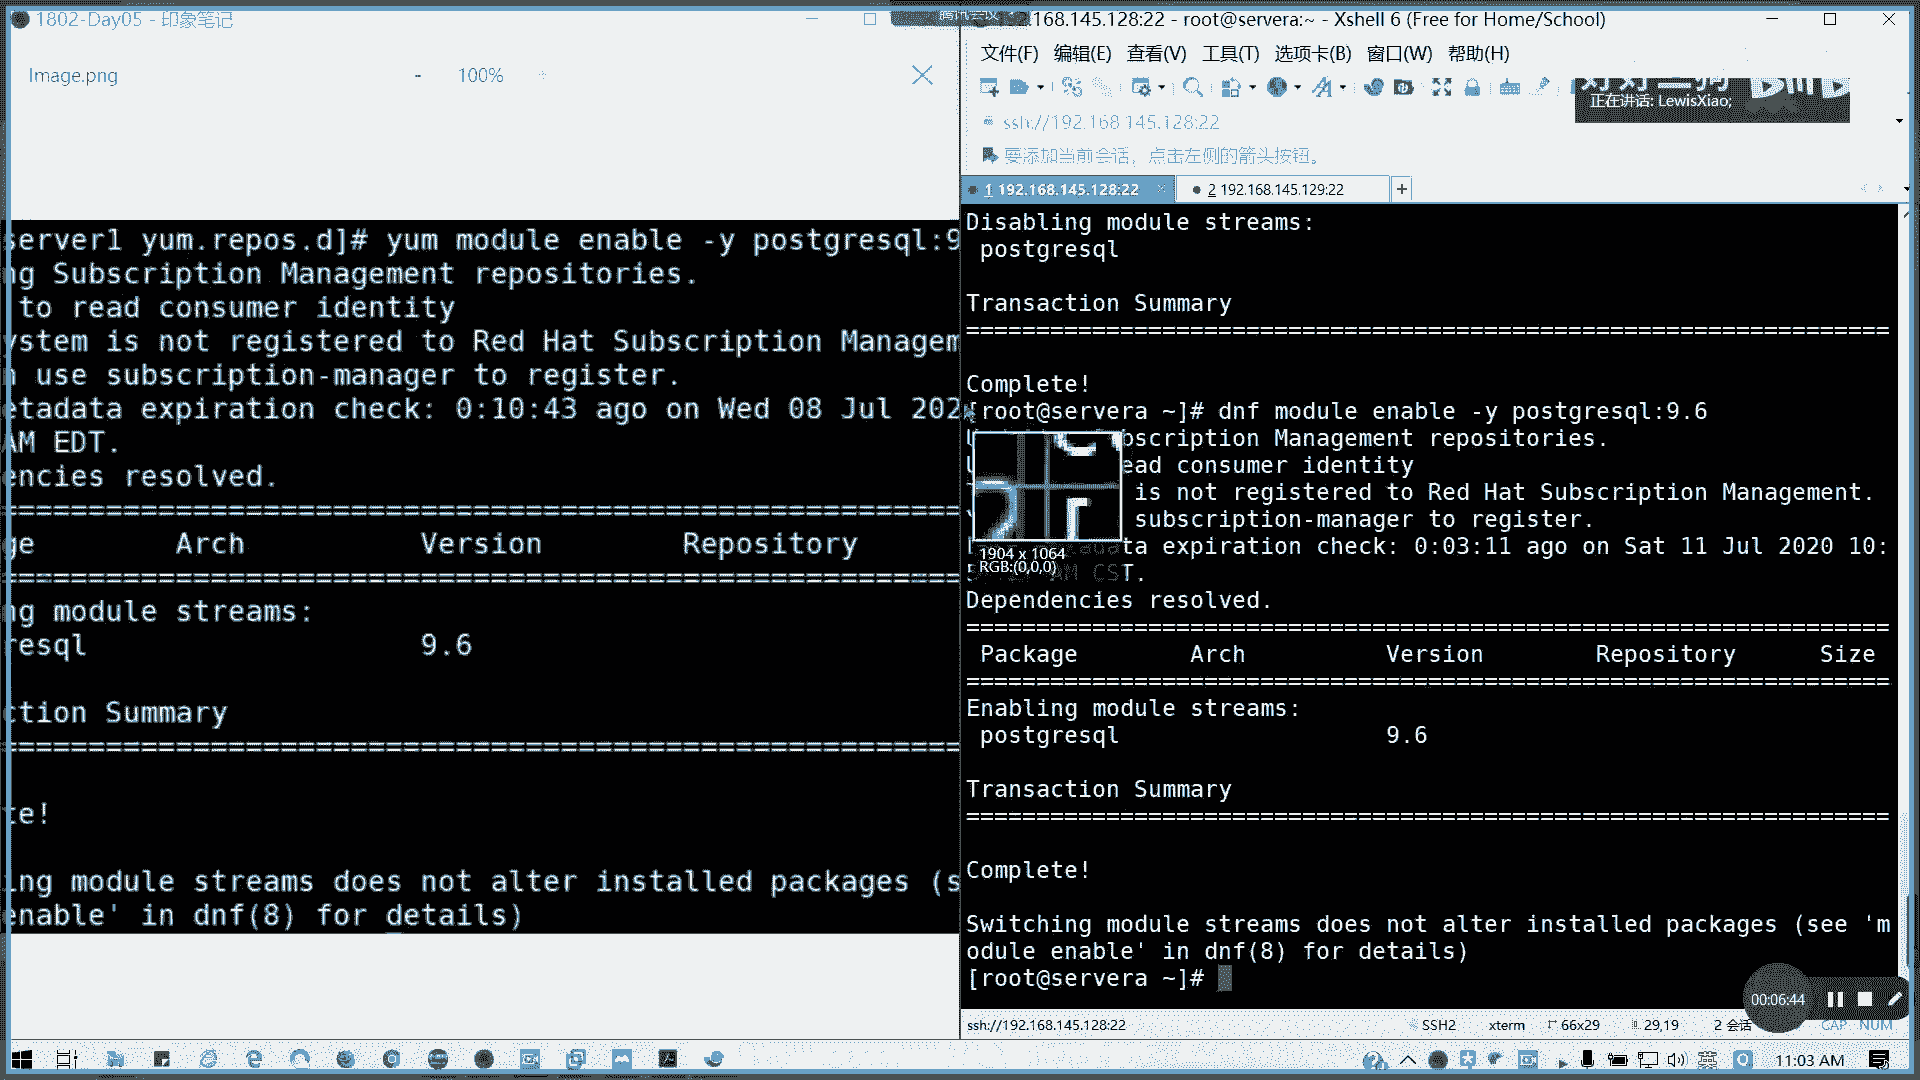 1802-Day05 - 印象笔记
Image.png
- 100%
server1 yum.repos.d]# yum module enable -y postgresql:9
ng Subscription Management repositories.
to read consumer identity
ystem is not registered to Red Hat Subscription Managem
use subscription-manager to register.
etadata expiration check: 0:10:43 ago on Wed 08 Jul 202
AM EDT.
encies resolved.
ge Arch Version Repository
ng module streams:
resql 9.6
ction Summary
te!
ing module streams does not alter installed packages (s
enable' in dnf(8) for details)
腾讯会议
.168.145.128:22 - root@servera:~ - Xshell 6 (Free for Home/School)
文件(F) 编辑(E) 查看(V) 工具(T) 选项卡(B) 窗口(W) 帮助(H)
正在讲话: LewisXiao;
ssh://192.168.145.128:22
要添加当前会话，点击左侧的箭头按钮。
1 192.168.145.128:22 2 192.168.145.129:22 +
Disabling module streams:
postgresql
Transaction Summary
================================================================
Complete!
[root@servera ~]# dnf module enable -y postgresql:9.6
bscription Management repositories.
ead consumer identity
is not registered to Red Hat Subscription Management.
subscription-manager to register.
ta expiration check: 0:03:11 ago on Sat 11 Jul 2020 10:
AM CST.
1904 x 1064
RGB:(0,0,0)
Dependencies resolved.
================================================================
Package Arch Version Repository Size
================================================================
Enabling module streams:
postgresql 9.6
Transaction Summary
================================================================
Complete!
Switching module streams does not alter installed packages (see 'm
odule enable' in dnf(8) for details)
[root@servera ~]#
00:06:44
ssh://192.168.145.128:22 SSH2 xterm 66x29 29,19 2 会话 CAP NUM
英 11:03 AM